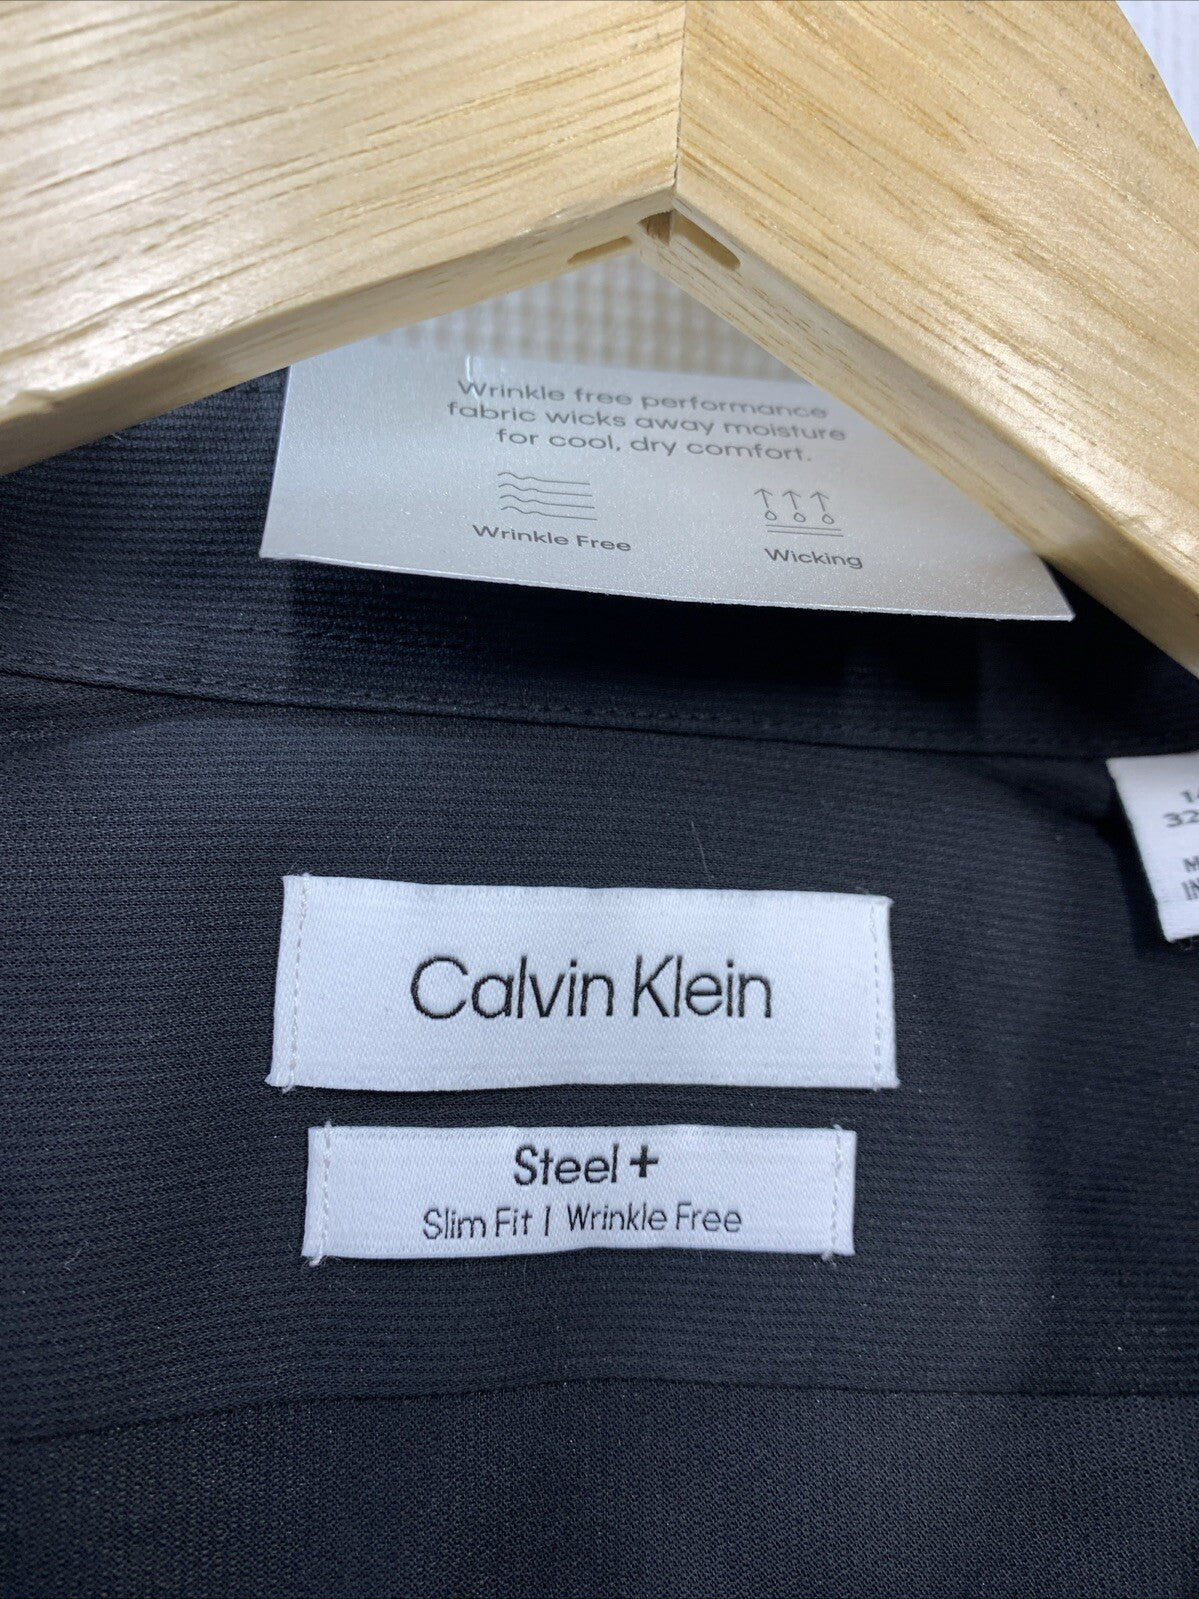 Wrinkle free performance
fabric wicks away moisture
for cool, dry comfort.
Wrinkle Free
Wicking
32
Calvin Klein
Steel +
Slim Fit | Wrinkle Free